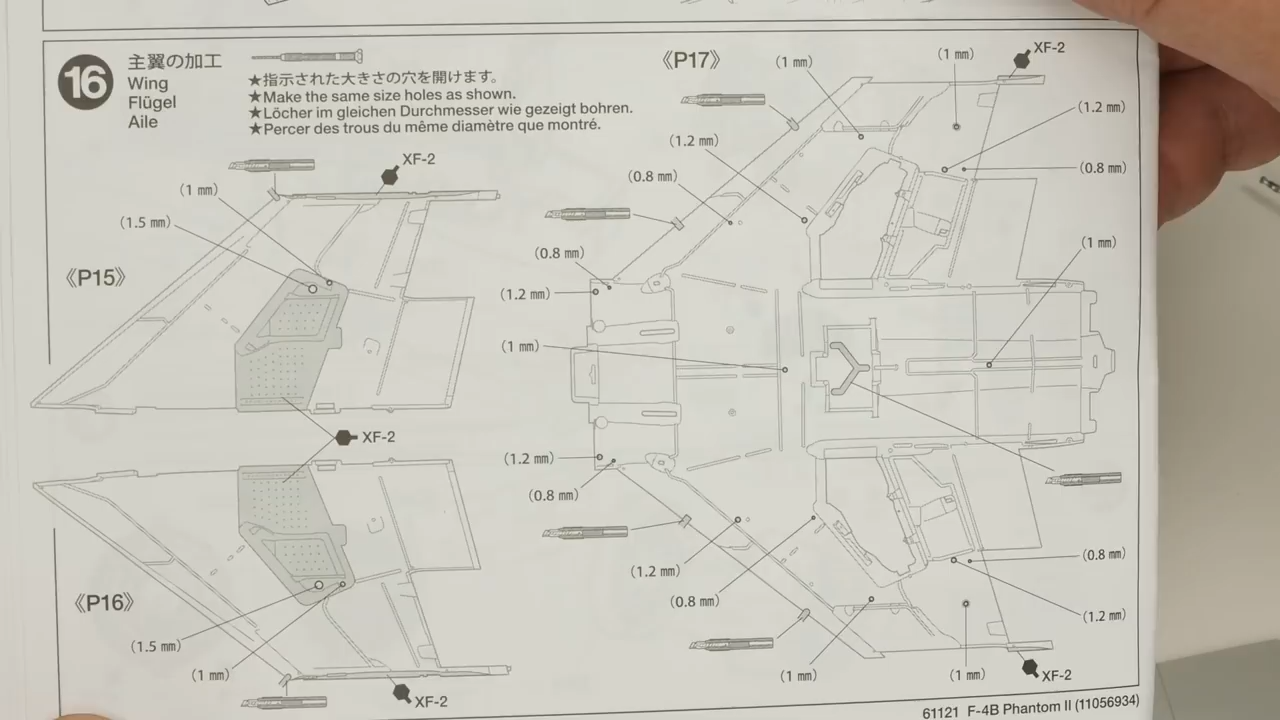 16
主翼の加工
Wing
Flügel
Aile
★指示された大きさの穴を開けます。
★Make the same size holes as shown.
★Löcher im gleichen Durchmesser wie gezeigt bohren.
★Percer des trous du même diamètre que montré.
XF-2
(1 mm)
(1.5 mm)
《P15》
XF-2
《P16》
(1.5 mm)
(1 mm)
XF-2
《P17》
(1 mm)
(1 mm)
XF-2
(1.2 mm)
(1.2 mm)
(0.8 mm)
(0.8 mm)
(0.8 mm)
(1 mm)
(1.2 mm)
(1 mm)
(1.2 mm)
(0.8 mm)
(1.2 mm)
(0.8 mm)
(0.8 mm)
(1.2 mm)
(1 mm)
(1 mm)
XF-2
61121 F-4B Phantom II (11056934)